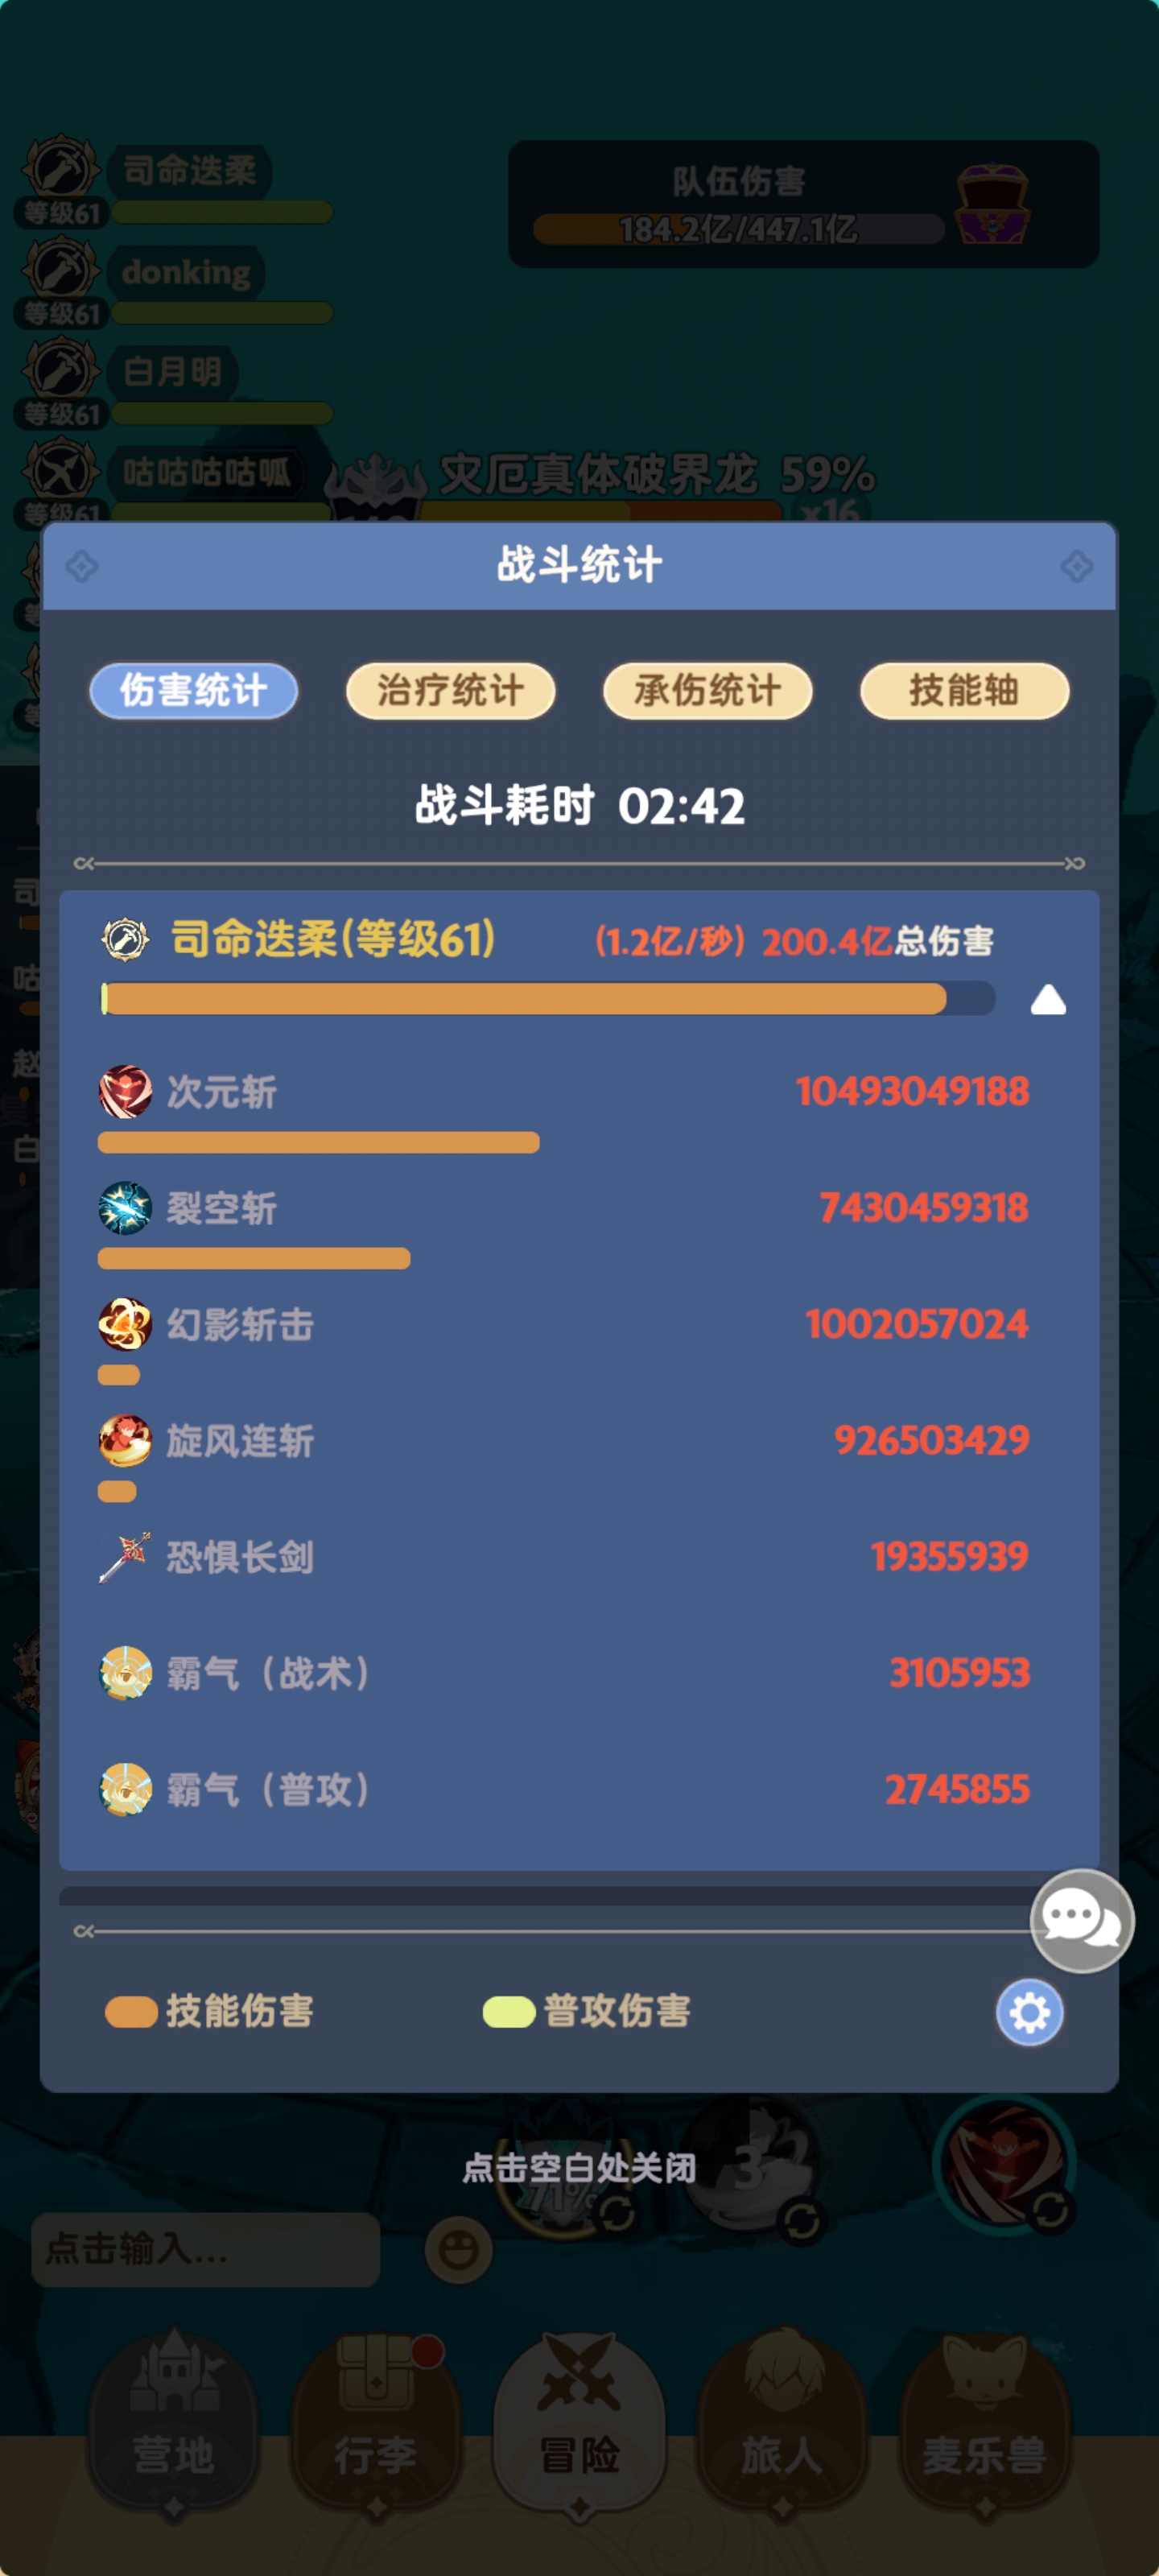 司命迭柔
等级61
队伍伤害
184.2亿/447.1亿
donking
等级61
白月明
等级61
咕咕咕咕呱
等级61
灾厄真体破界龙 59%
x16
战斗统计
伤害统计 治疗统计 承伤统计 技能轴
战斗耗时 02:42
司命迭柔(等级61) (1.2亿/秒) 200.4亿总伤害
次元斩 10493049188
裂空斩 7430459318
幻影斩击 1002057024
旋风连斩 926503429
恐惧长剑 19355939
霸气（战术） 3105953
霸气（普攻） 2745855
技能伤害 普攻伤害
点击空白处关闭
71%
3
点击输入...
营地 行李 冒险 旅人 麦乐兽